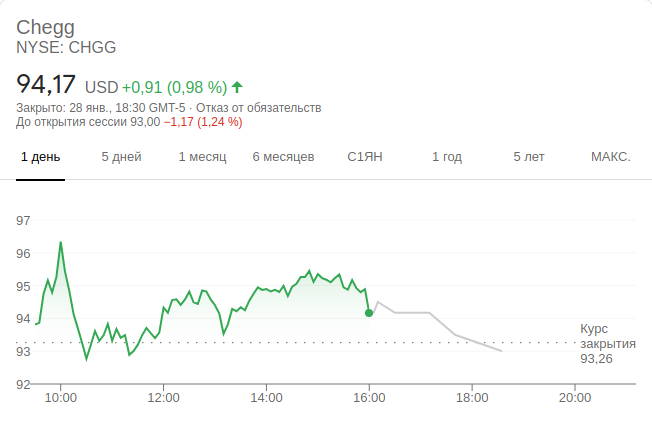 Chegg
NYSE: CHGG
94,17 USD +0,91 (0,98 %)
Закрыто: 28 янв., 18:30 GMT-5 · Отказ от обязательств
До открытия сессии 93,00 −1,17 (1,24 %)
1 день 5 дней 1 месяц 6 месяцев С1ЯН 1 год 5 лет МАКС.
97
96
95
94
93
92
Курс
закрытия
93,26
10:00 12:00 14:00 16:00 18:00 20:00